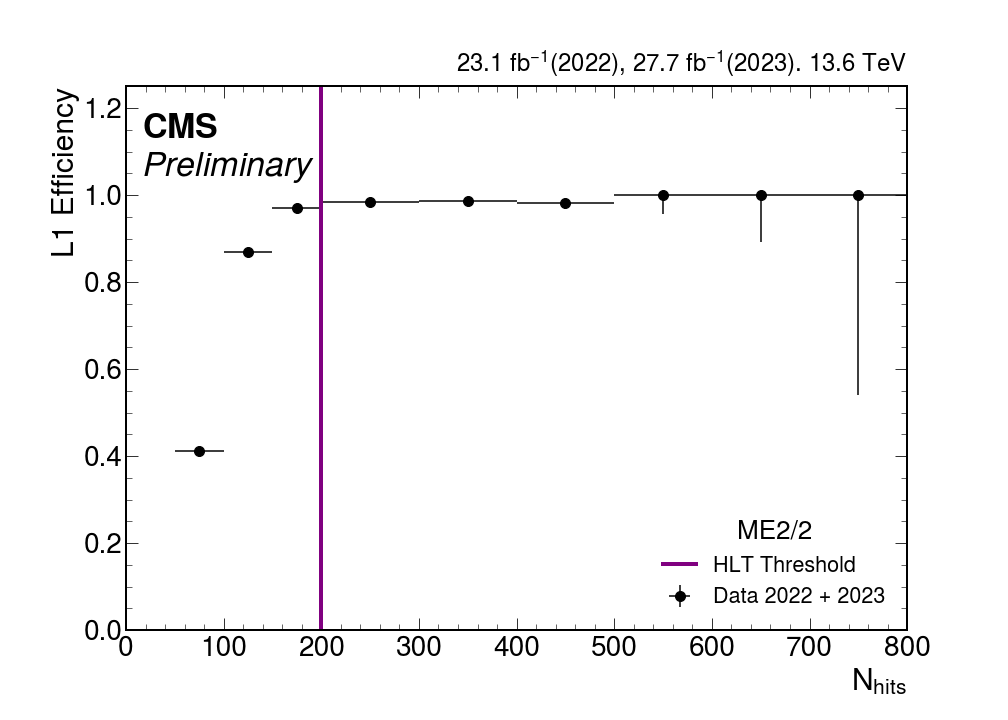 23.1 fb⁻¹(2022), 27.7 fb⁻¹(2023). 13.6 TeV
CMS
Preliminary
L1 Efficiency
1.2
1.0
0.8
0.6
0.4
0.2
0.0
ME2/2
HLT Threshold
Data 2022 + 2023
0 100 200 300 400 500 600 700 800
N_hits